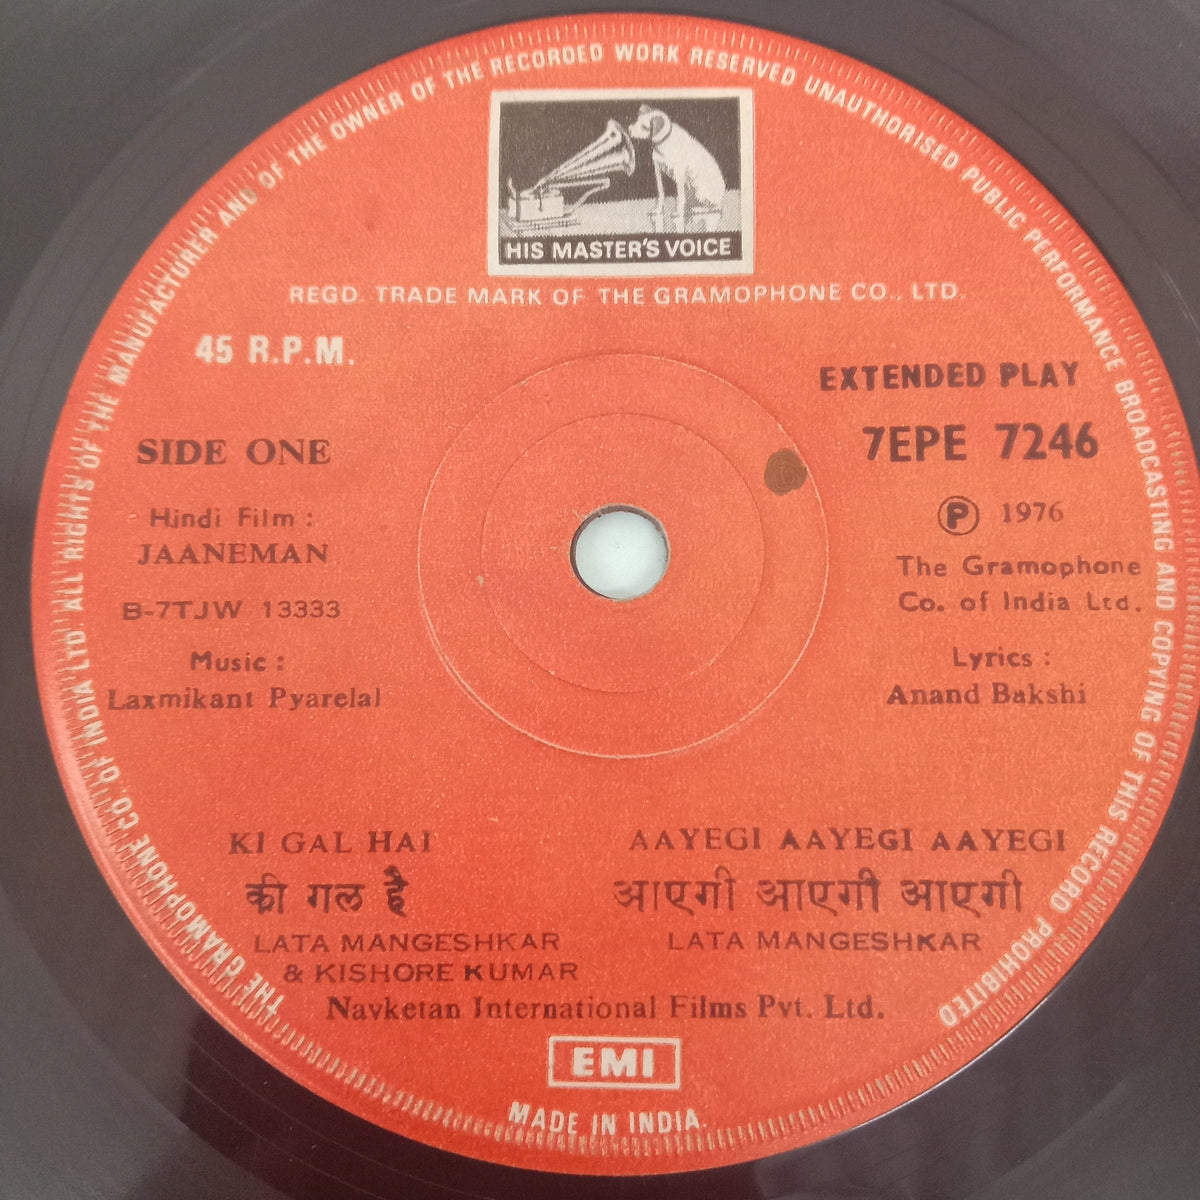 THE GRAMOPHONE CO. OF INDIA LTD. ALL RIGHTS OF THE MANUFACTURER AND OF THE OWNER OF THE RECORDED WORK RESERVED UNAUTHORISED PUBLIC PERFORMANCE BROADCASTING AND COPYING OF THIS RECORD PROHIBITED
HIS MASTER'S VOICE
REGD. TRADE MARK OF THE GRAMOPHONE CO., LTD.
45 R.P.M.
EXTENDED PLAY
7EPE 7246
SIDE ONE
Hindi Film :
JAANEMAN
B-7TJW 13333
Music :
Laxmikant Pyarelal
℗ 1976
The Gramophone
Co. of India Ltd.
Lyrics :
Anand Bakshi
KI GAL HAI
की गल है
LATA MANGESHKAR
& KISHORE KUMAR
AAYEGI AAYEGI AAYEGI
आएगी आएगी आएगी
LATA MANGESHKAR
Navketan International Films Pvt. Ltd.
EMI
MADE IN INDIA